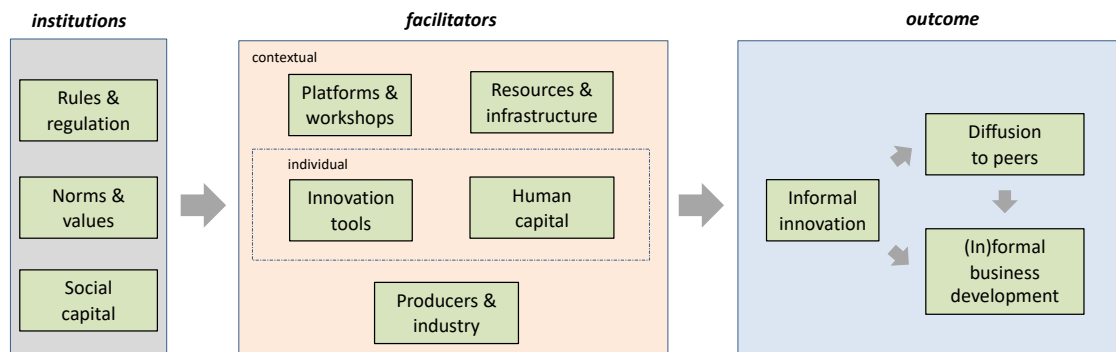 institutions
facilitators
outcome
Rules &
regulation
Norms &
values
Social
capital
contextual
Platforms &
workshops
Resources &
infrastructure
individual
Innovation
tools
Human
capital
Producers &
industry
Informal
innovation
Diffusion
to peers
(In)formal
business
development